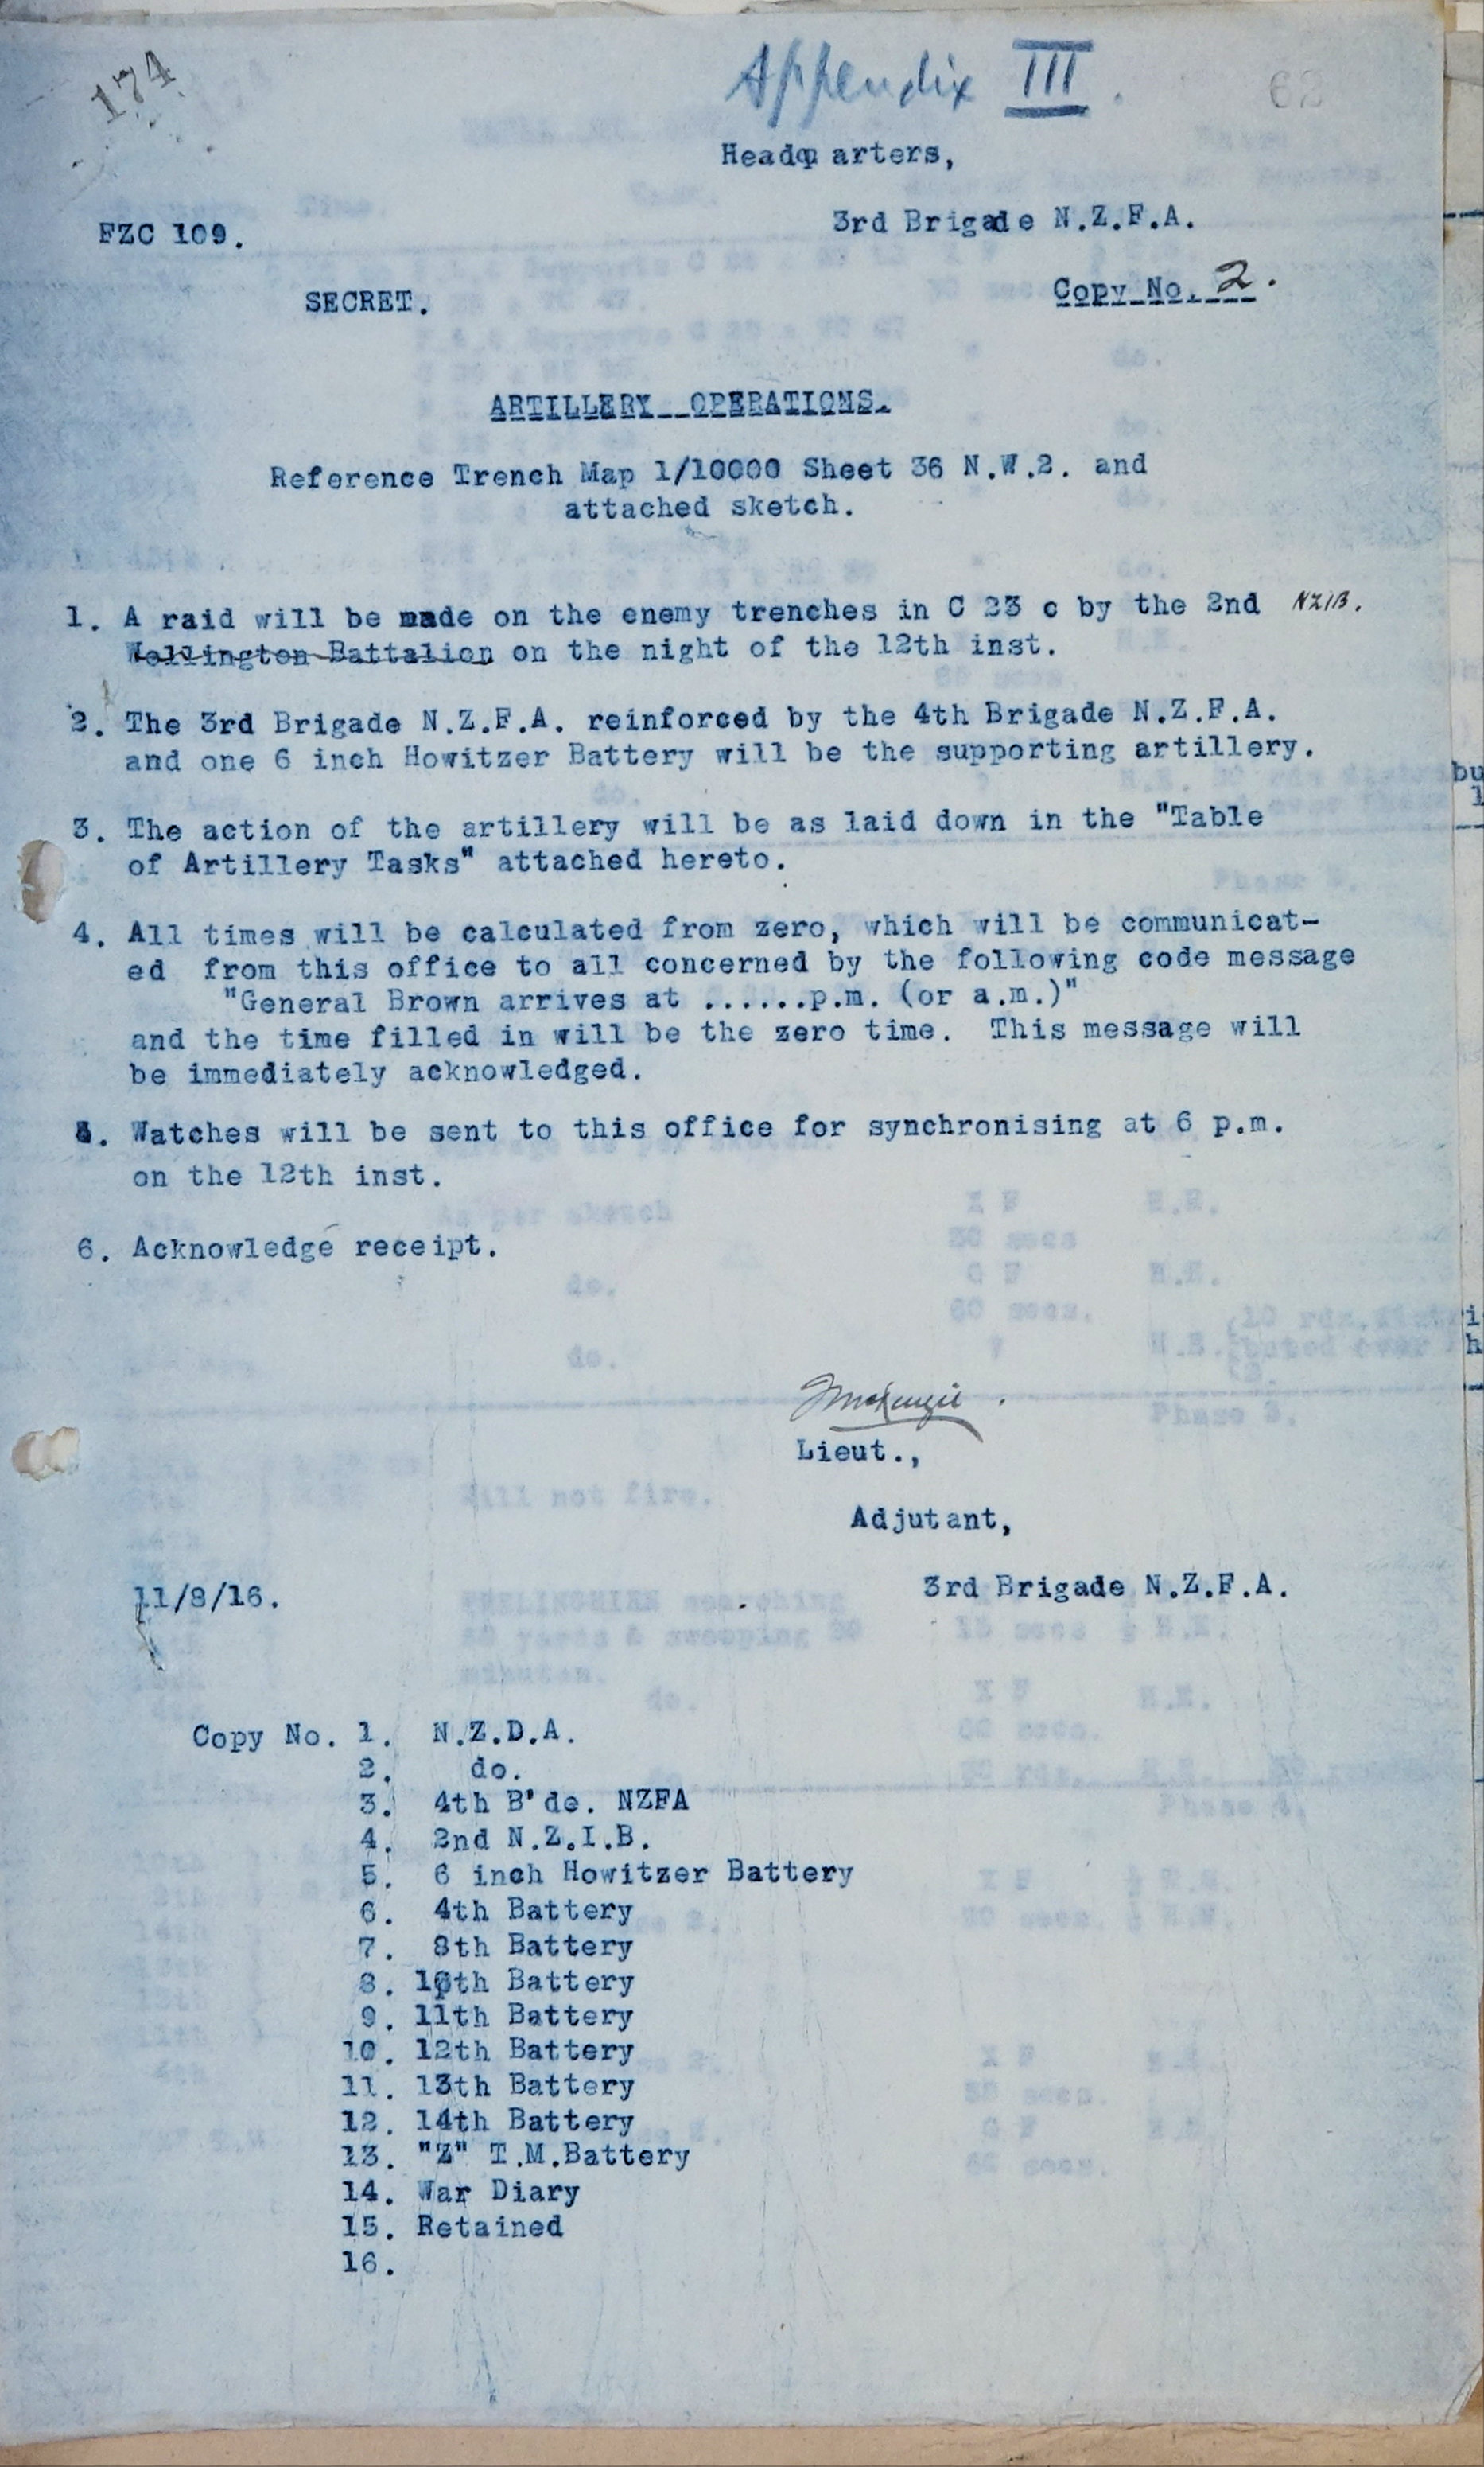 174
Appendix III.
62
Headqu arters,
3rd Brigade N.Z.F.A.
FZC 109.
Copy No. 2.
SECRET.
ARTILLERY OPERATIONS.
Reference Trench Map 1/10000 Sheet 36 N.W.2. and
attached sketch.
1. A raid will be made on the enemy trenches in C 23 c by the 2nd NZIB.
Wellington Battalion on the night of the 12th inst.
2. The 3rd Brigade N.Z.F.A. reinforced by the 4th Brigade N.Z.F.A.
and one 6 inch Howitzer Battery will be the supporting artillery.
3. The action of the artillery will be as laid down in the "Table
of Artillery Tasks" attached hereto.
4. All times will be calculated from zero, which will be communicat-
ed from this office to all concerned by the following code message
"General Brown arrives at ......p.m. (or a.m.)"
and the time filled in will be the zero time. This message will
be immediately acknowledged.
5. Watches will be sent to this office for synchronising at 6 p.m.
on the 12th inst.
6. Acknowledge receipt.
McKenzie.
Lieut.,
Adjutant,
3rd Brigade N.Z.F.A.
11/8/16.
Copy No. 1. N.Z.D.A.
2. do.
3. 4th B'de. NZFA
4. 2nd N.Z.I.B.
5. 6 inch Howitzer Battery
6. 4th Battery
7. 8th Battery
8. 10th Battery
9. 11th Battery
10. 12th Battery
11. 13th Battery
12. 14th Battery
13. "Z" T.M.Battery
14. War Diary
15. Retained
16.